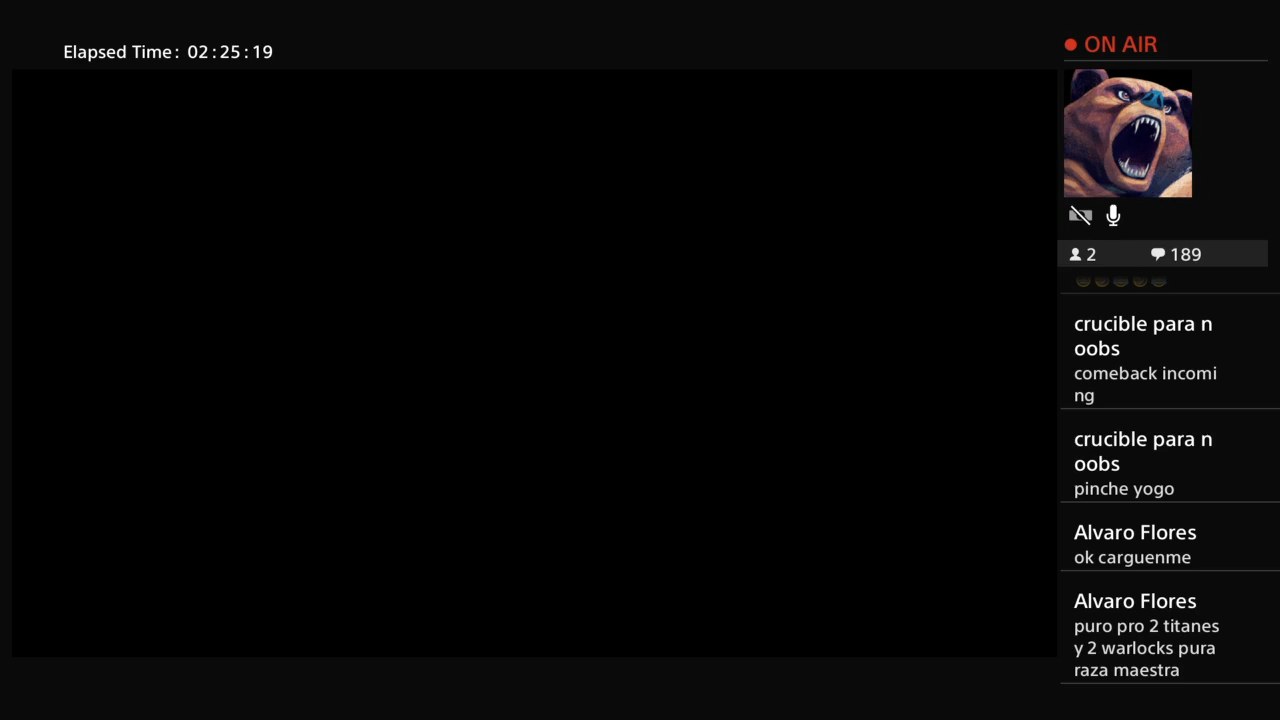 Elapsed Time: 02:25:19
ON AIR
2 189
crucible para n
oobs
comeback incomi
ng
crucible para n
oobs
pinche yogo
Alvaro Flores
ok carguenme
Alvaro Flores
puro pro 2 titanes
y 2 warlocks pura
raza maestra